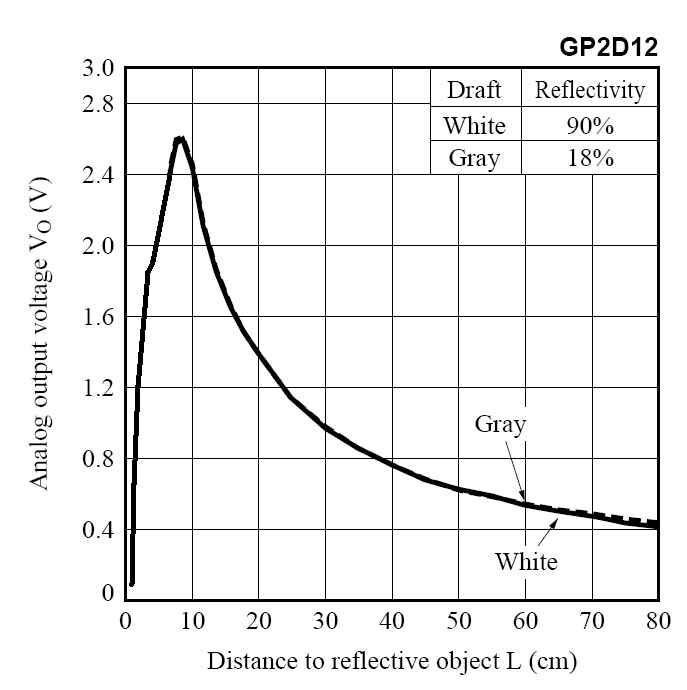 GP2D12
3.0
2.8
2.4
2.0
1.6
1.2
0.8
0.4
0
Analog output voltage VO (V)
Draft Reflectivity
White 90%
Gray 18%
Gray
White
0 10 20 30 40 50 60 70 80
Distance to reflective object L (cm)